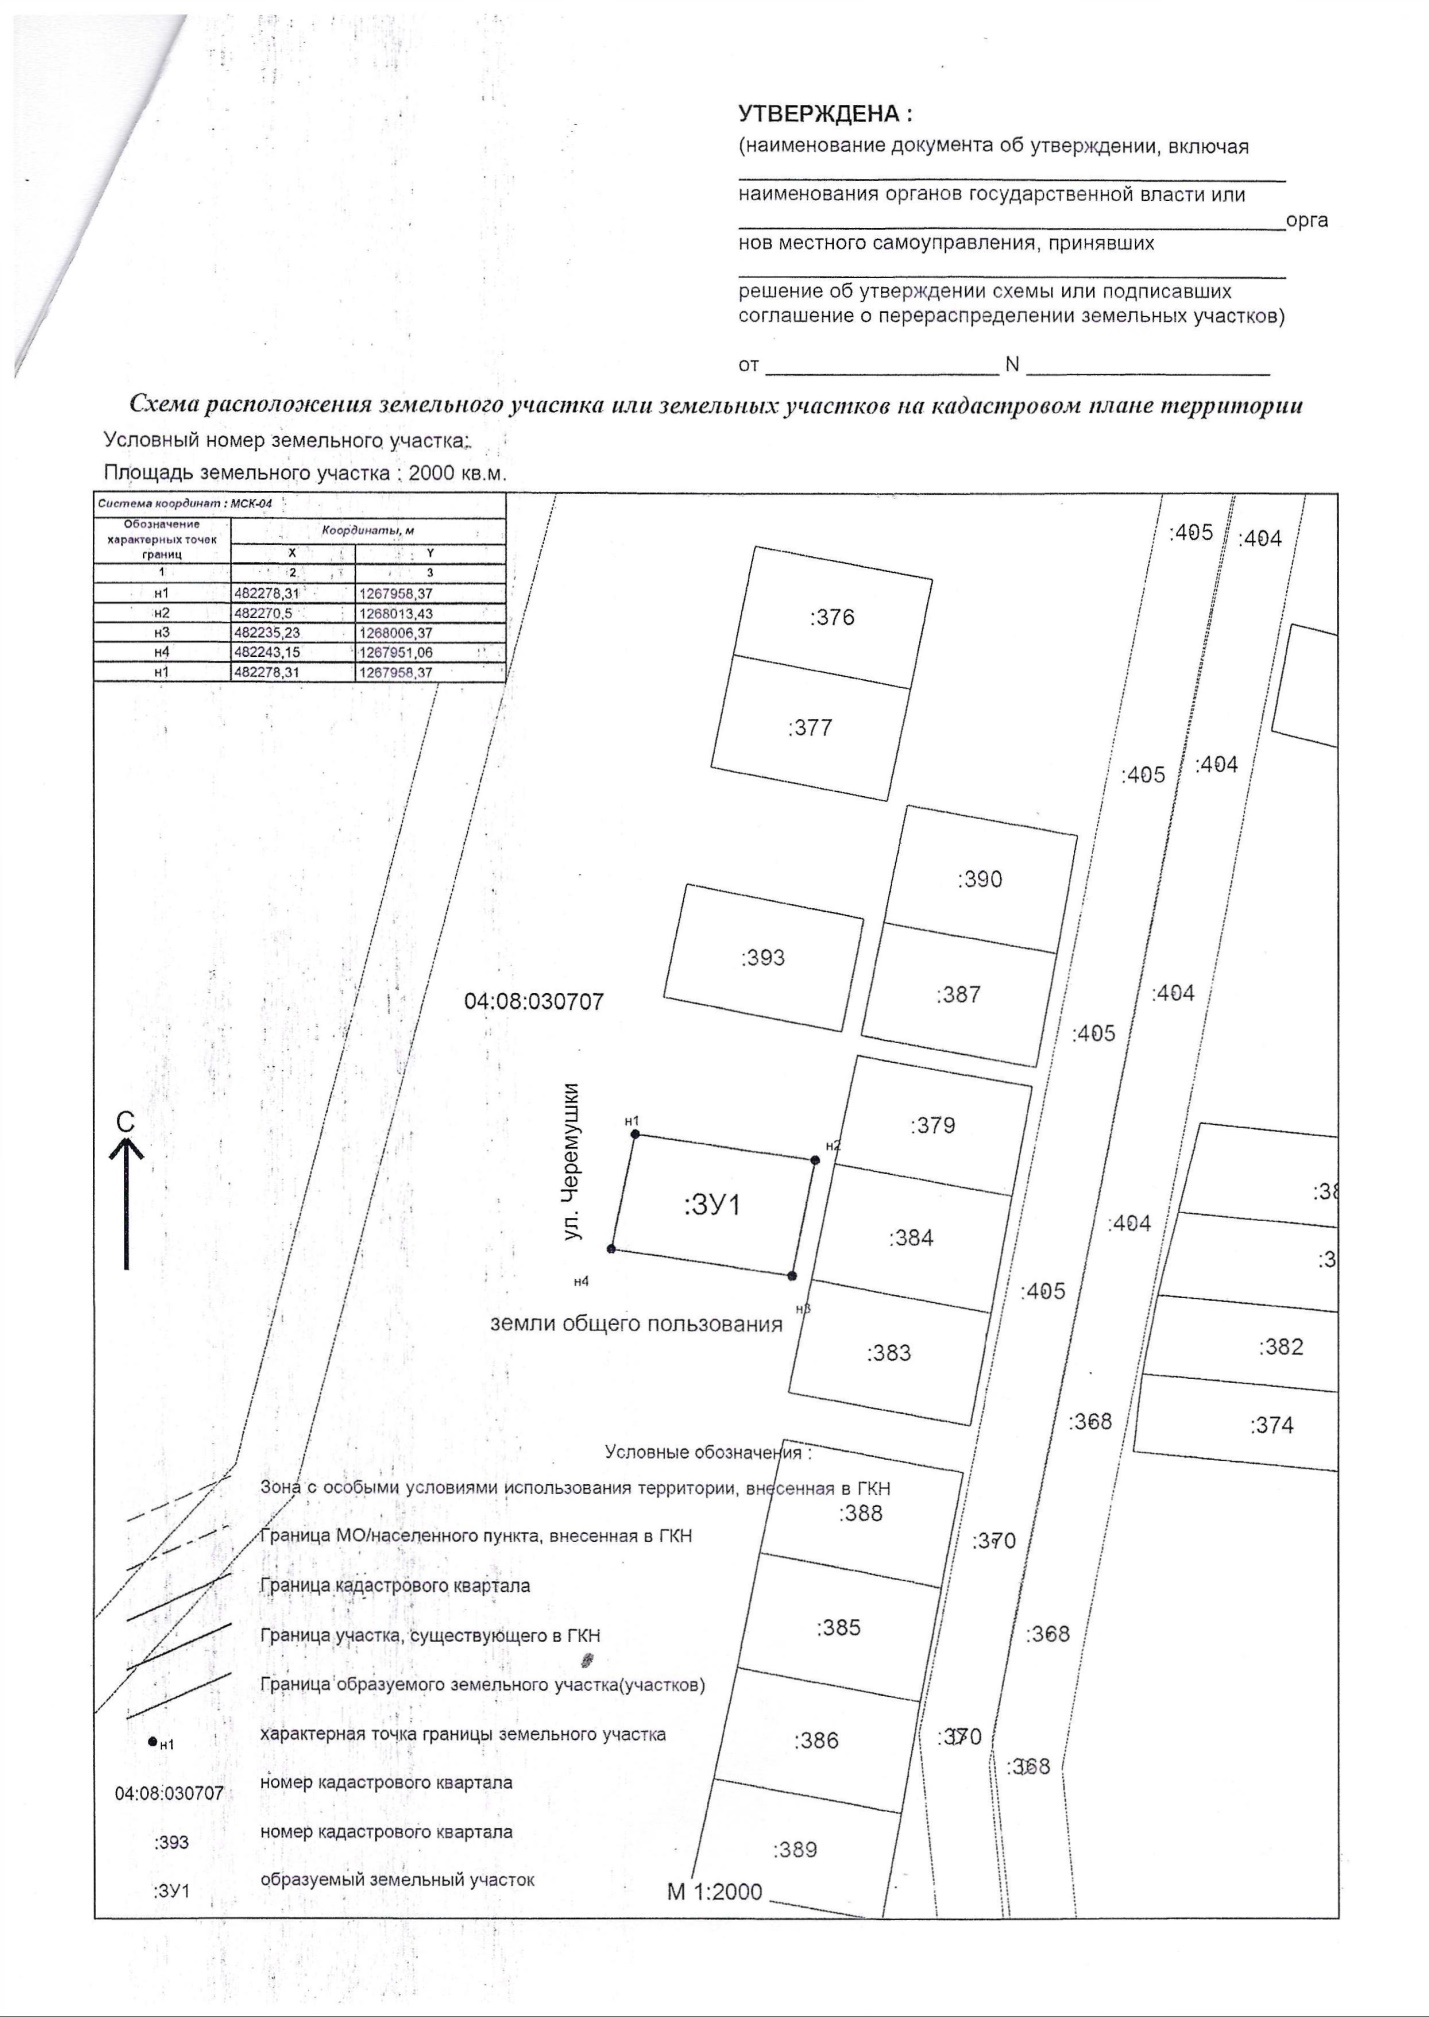 УТВЕРЖДЕНА :
(наименование документа об утверждении, включая
наименования органов государственной власти или
орга
нов местного самоуправления, принявших
решение об утверждении схемы или подписавших
соглашение о перераспределении земельных участков)
от N
Схема расположения земельного участка или земельных участков на кадастровом плане территории
Условный номер земельного участка:
Площадь земельного участка : 2000 кв.м.
Система координат : МСК-04
Обозначение характерных точек границ Координаты, м
X Y
1 2 3
н1 482278,31 1267958,37
н2 482270,5 1268013,43
н3 482235,23 1268006,37
н4 482243,15 1267951,06
н1 482278,31 1267958,37
:405 :404
:376
:377
:405 :404
:390
:393
:387
04:08:030707
:404
:405
С
ул. Черемушки
н1
н2
:379
:ЗУ1
:384
:404
н4
н3
:405
земли общего пользования
:383
:382
:368
:374
Условные обозначения :
Зона с особыми условиями использования территории, внесенная в ГКН
:388
Граница МО/населенного пункта, внесенная в ГКН
:370
Граница кадастрового квартала
:385
Граница участка, существующего в ГКН
:368
Граница образуемого земельного участка(участков)
н1 характерная точка границы земельного участка
:386
:370
:368
04:08:030707 номер кадастрового квартала
:393 номер кадастрового квартала
:389
:ЗУ1 образуемый земельный участок
М 1:2000